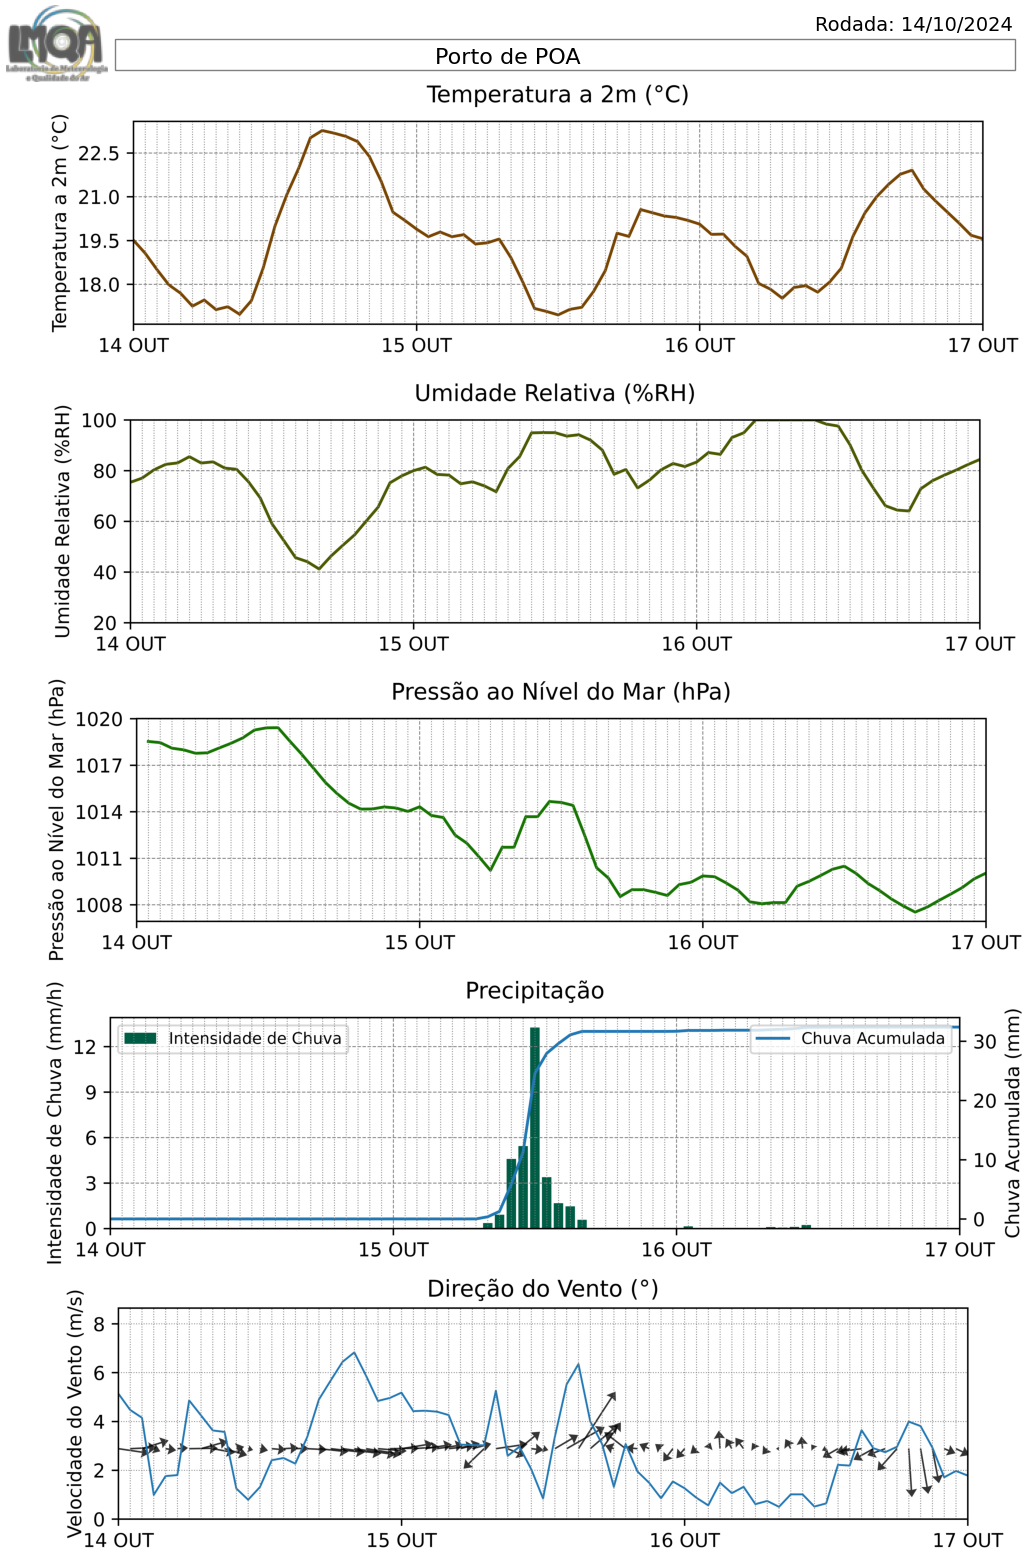 Rodada: 14/10/2024
LMQA
Laboratório de Meteorologia
e Qualidade do Ar
Porto de POA
Temperatura a 2m (°C)
Temperatura a 2m (°C)
22.5
21.0
19.5
18.0
14 OUT 15 OUT 16 OUT 17 OUT
Umidade Relativa (%RH)
Umidade Relativa (%RH)
100
80
60
40
20
14 OUT 15 OUT 16 OUT 17 OUT
Pressão ao Nível do Mar (hPa)
Pressão ao Nível do Mar (hPa)
1020
1017
1014
1011
1008
14 OUT 15 OUT 16 OUT 17 OUT
Precipitação
Intensidade de Chuva (mm/h)
12
9
6
3
0
Intensidade de Chuva
Chuva Acumulada
30
20
10
0
Chuva Acumulada (mm)
14 OUT 15 OUT 16 OUT 17 OUT
Direção do Vento (°)
Velocidade do Vento (m/s)
8
6
4
2
0
14 OUT 15 OUT 16 OUT 17 OUT